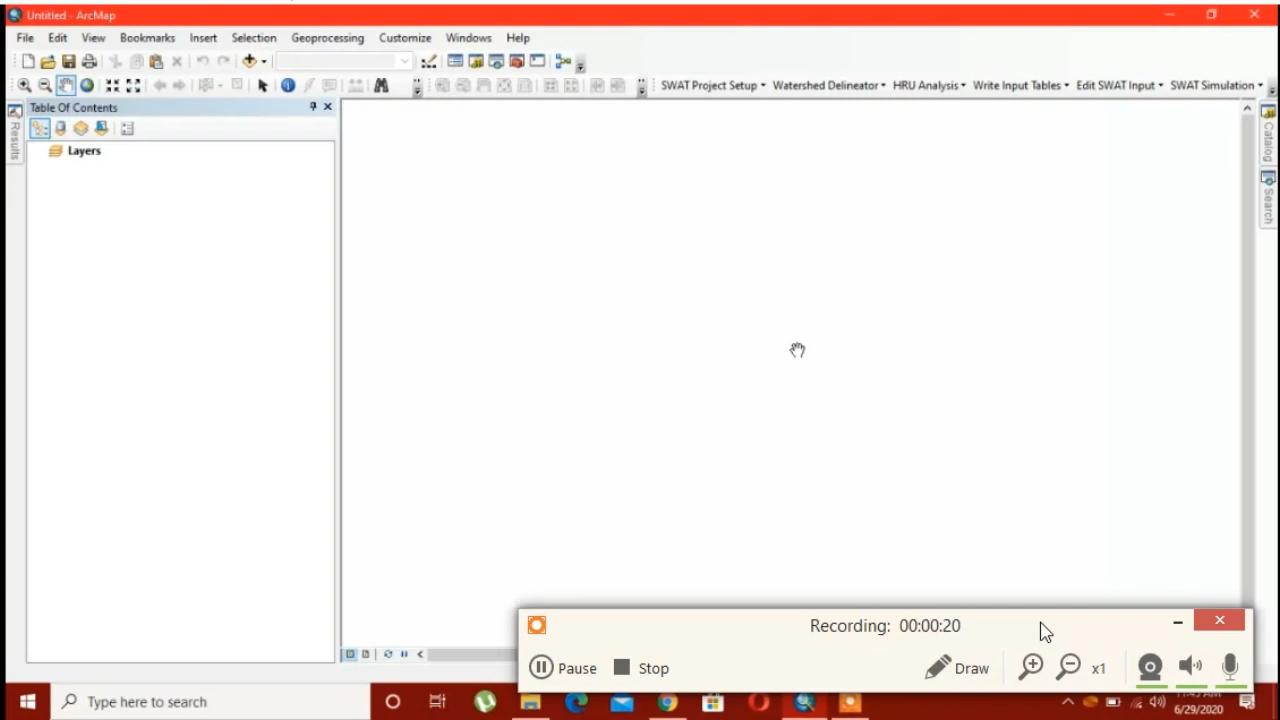 Untitled - ArcMap
File Edit View Bookmarks Insert Selection Geoprocessing Customize Windows Help
SWAT Project Setup Watershed Delineator HRU Analysis Write Input Tables Edit SWAT Input SWAT Simulation
Table Of Contents
Layers
Results
Catalog
Search
Recording: 00:00:20
Pause Stop Draw x1
Type here to search
6/29/2020